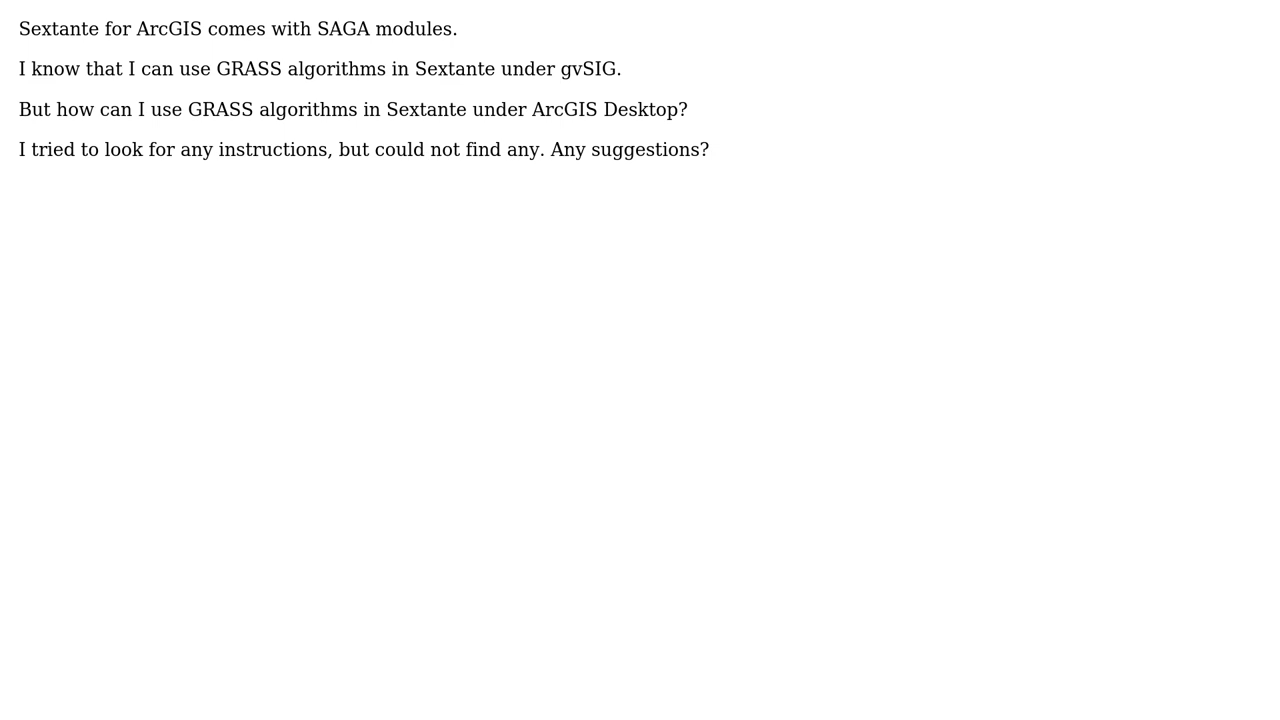 Sextante for ArcGIS comes with SAGA modules.
I know that I can use GRASS algorithms in Sextante under gvSIG.
But how can I use GRASS algorithms in Sextante under ArcGIS Desktop?
I tried to look for any instructions, but could not find any. Any suggestions?